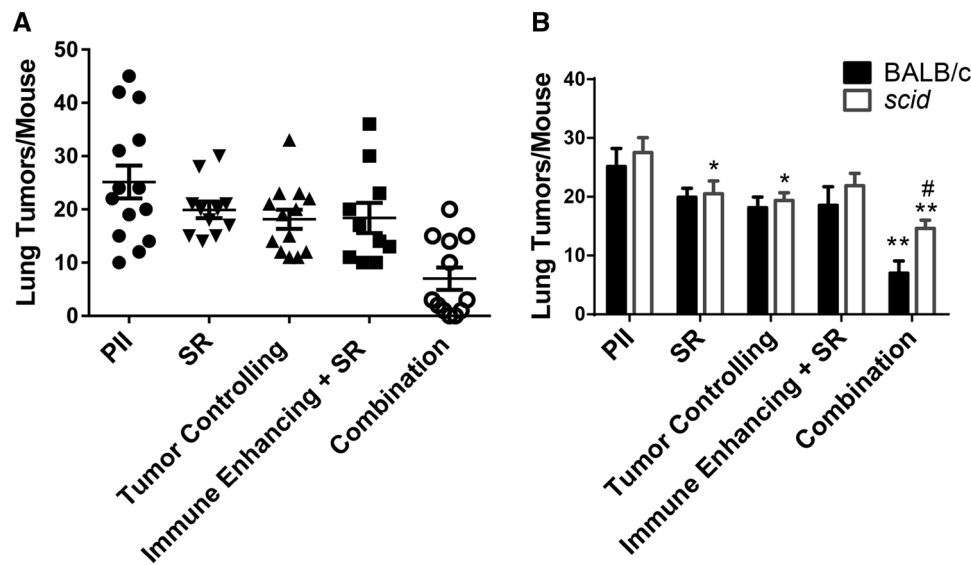 A
Lung Tumors/Mouse
50
40
30
20
10
0
PII
SR
Tumor Controlling
Immune Enhancing + SR
Combination
B
BALB/c
scid
Lung Tumors/Mouse
40
30
20
10
0
*
*
#
**
**
PII
SR
Tumor Controlling
Immune Enhancing + SR
Combination